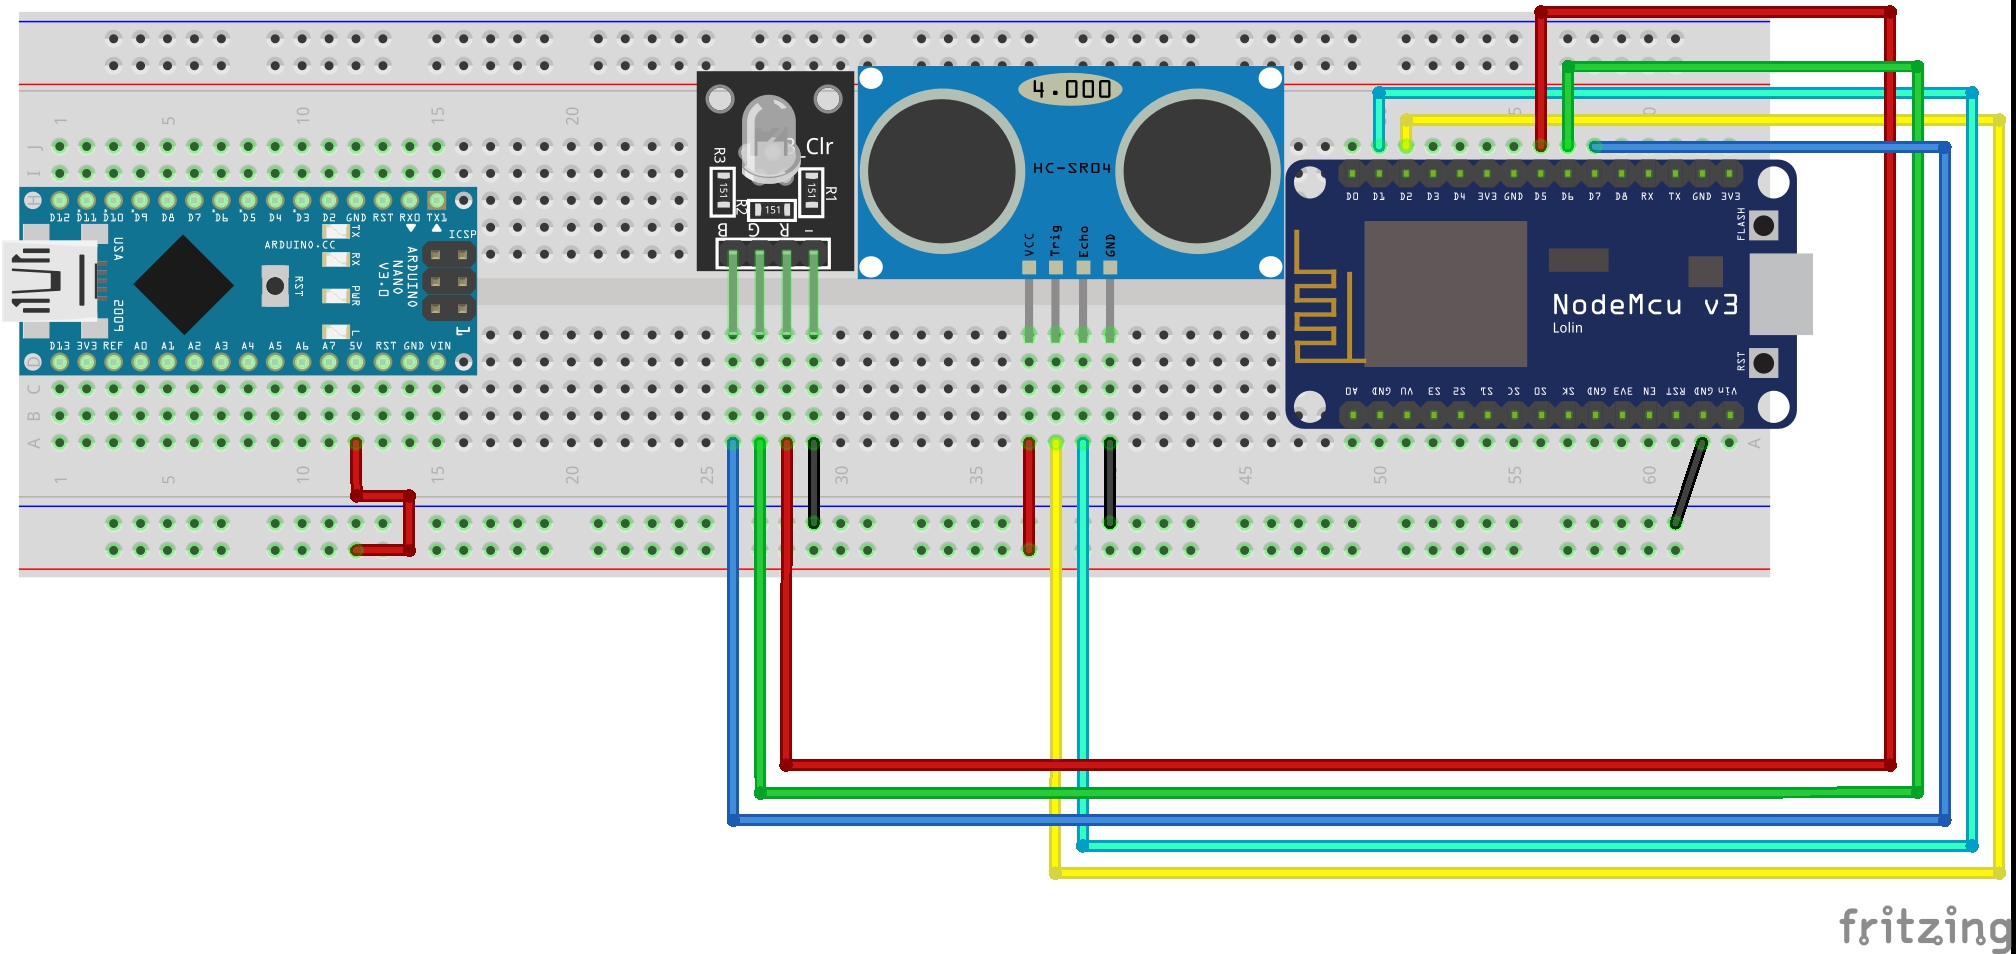 1 5 10 15 20 5 0
J
I
H
4.000
HC-SR04
VCC Trig Echo GND
R3 R2 R1
151 151 151
_Clr
B G R -
D12 D11 D10 D9 D8 D7 D6 D5 D4 D3 D2 GND RST RX0 TX1
USA
2009
ARDUINO.CC
RST
TX
RX
PWR
L
ICSP
ARDUINO
NANO
V3.0
1
D13 3V3 REF A0 A1 A2 A3 A4 A5 A6 A7 5V RST GND VIN
D0 D1 D2 D3 D4 3V3 GND D5 D6 D7 D8 RX TX GND 3V3
FLASH
NodeMcu v3
Lolin
RST
A0 GND VU S3 S2 S1 SC SO SK GND 3V3 EN RST GND Vin
D
C
B
A A
1 5 10 15 20 25 30 35 45 50 55 60
fritzing